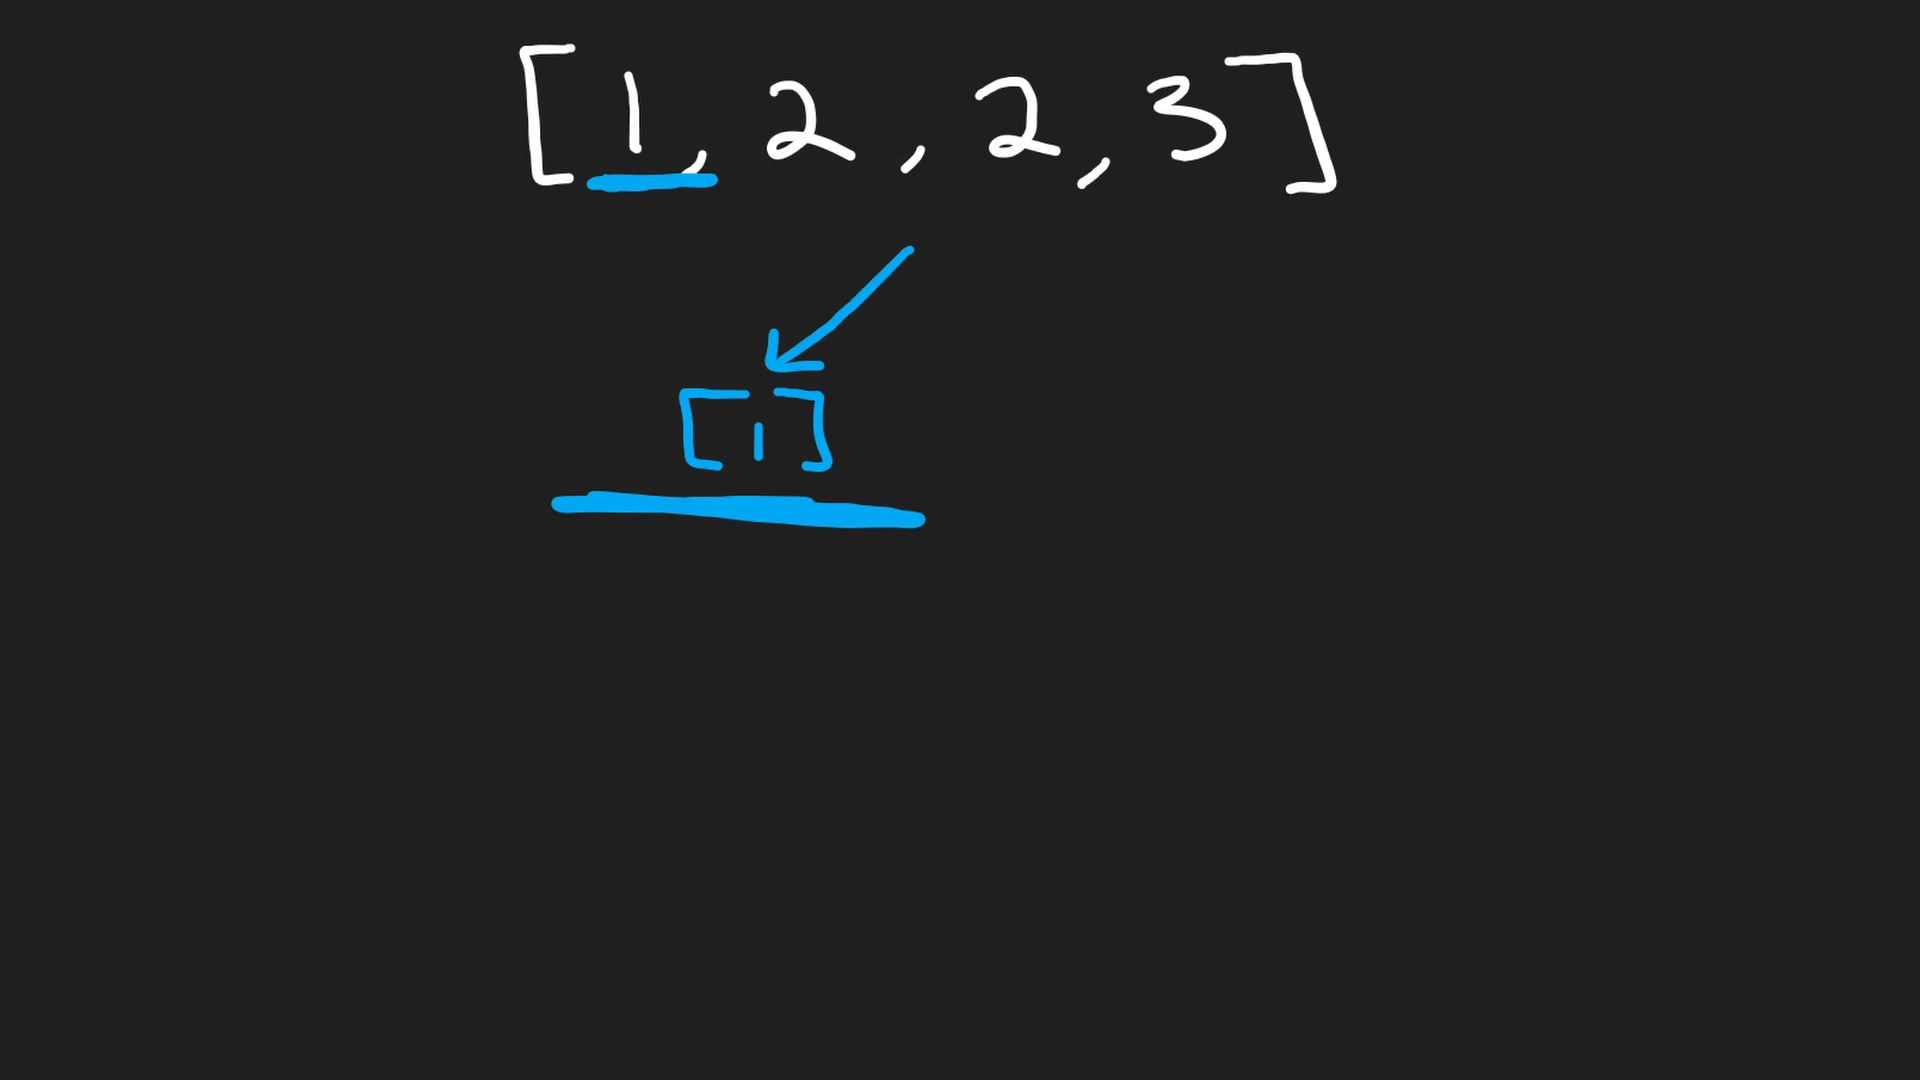 [1, 2, 2, 3]
[1]